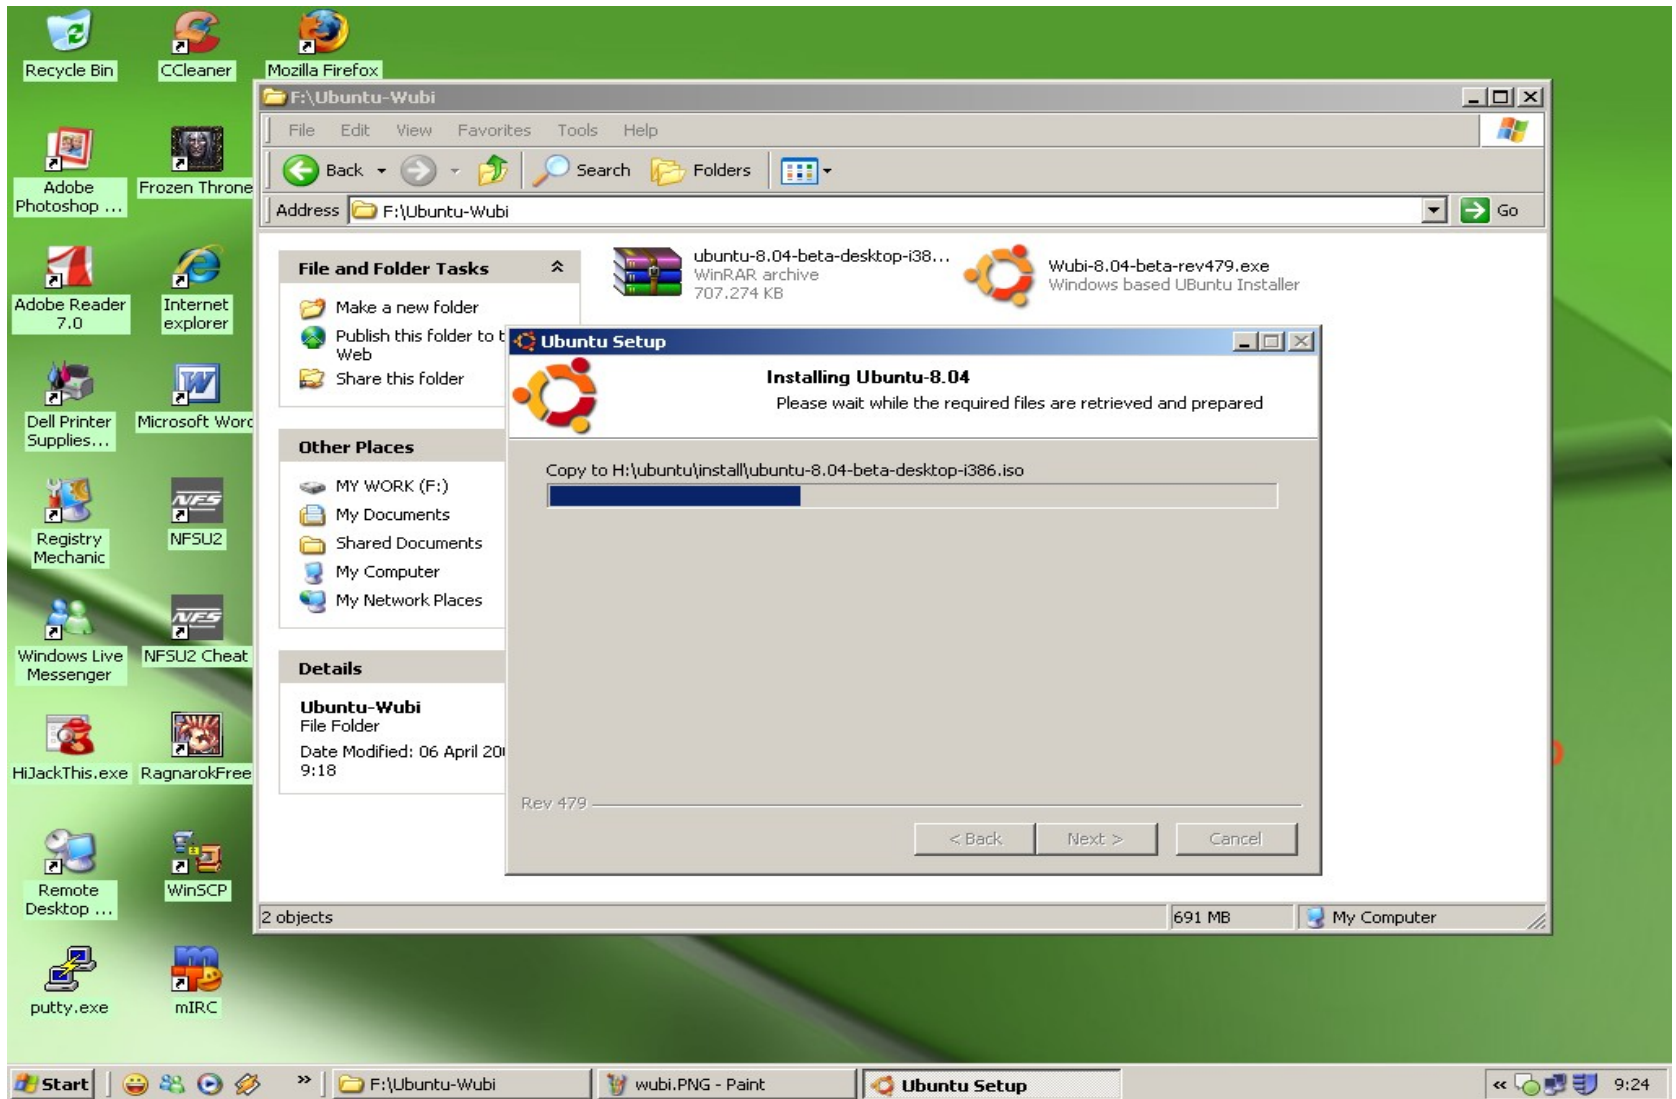 Recycle Bin
CCleaner
Mozilla Firefox
Adobe
Photoshop ...
Frozen Throne
Adobe Reader
7.0
Internet
explorer
Dell Printer
Supplies...
Microsoft Word
Registry
Mechanic
NFSU2
Windows Live
Messenger
NFSU2 Cheat
HiJackThis.exe
RagnarokFree
Remote
Desktop ...
WinSCP
putty.exe
mIRC
F:\Ubuntu-Wubi
File Edit View Favorites Tools Help
Back Search Folders
Address F:\Ubuntu-Wubi Go
File and Folder Tasks
Make a new folder
Publish this folder to t
Web
Share this folder
Other Places
MY WORK (F:)
My Documents
Shared Documents
My Computer
My Network Places
Details
Ubuntu-Wubi
File Folder
Date Modified: 06 April 200
9:18
ubuntu-8.04-beta-desktop-i38...
WinRAR archive
707.274 KB
Wubi-8.04-beta-rev479.exe
Windows based UBuntu Installer
Ubuntu Setup
Installing Ubuntu-8.04
Please wait while the required files are retrieved and prepared
Copy to H:\ubuntu\install\ubuntu-8.04-beta-desktop-i386.iso
Rev 479
< Back Next > Cancel
2 objects 691 MB My Computer
Start F:\Ubuntu-Wubi wubi.PNG - Paint Ubuntu Setup 9:24